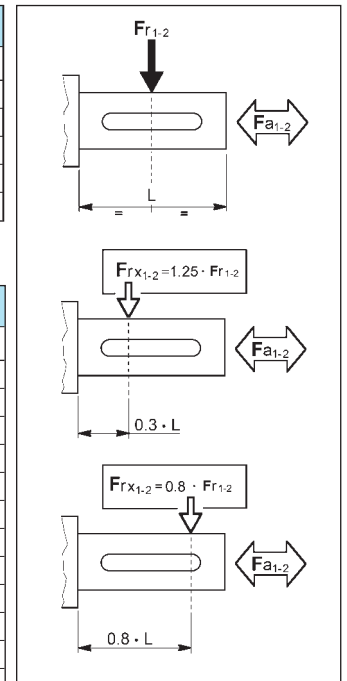 Fr₁₋₂
Fa₁₋₂
L
= =
Frx₁₋₂=1.25 · Fr₁₋₂
Fa₁₋₂
0.3 · L
Frx₁₋₂=0.8 · Fr₁₋₂
Fa₁₋₂
0.8 · L